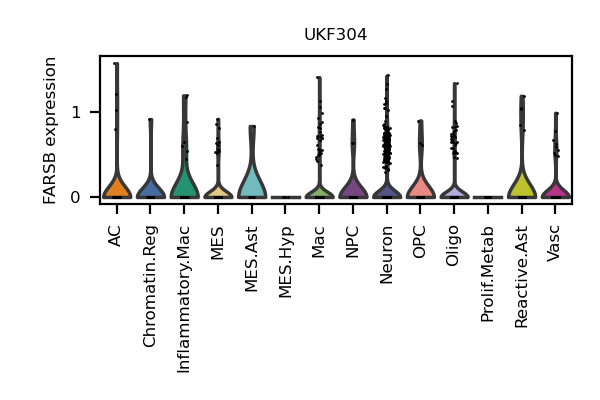 UKF304
FARSB expression
1
0
AC
Chromatin.Reg
Inflammatory.Mac
MES
MES.Ast
MES.Hyp
Mac
NPC
Neuron
OPC
Oligo
Prolif.Metab
Reactive.Ast
Vasc